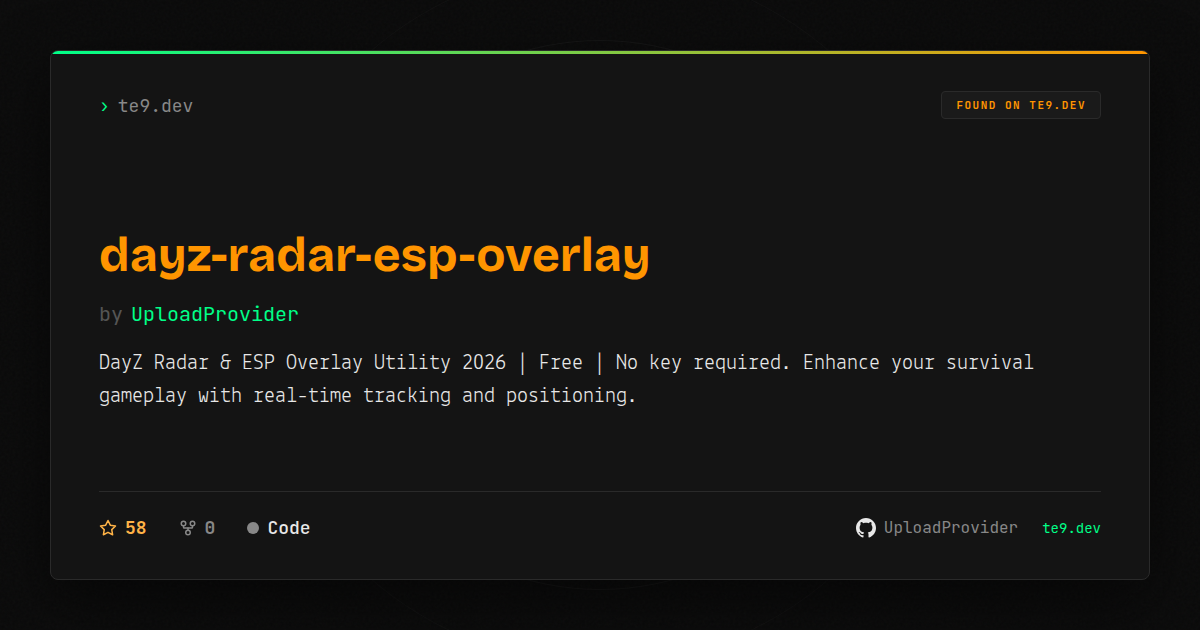 › te9.dev
FOUND ON TE9.DEV
dayz-radar-esp-overlay
by UploadProvider
DayZ Radar & ESP Overlay Utility 2026 | Free | No key required. Enhance your survival
gameplay with real-time tracking and positioning.
58 0 Code UploadProvider te9.dev